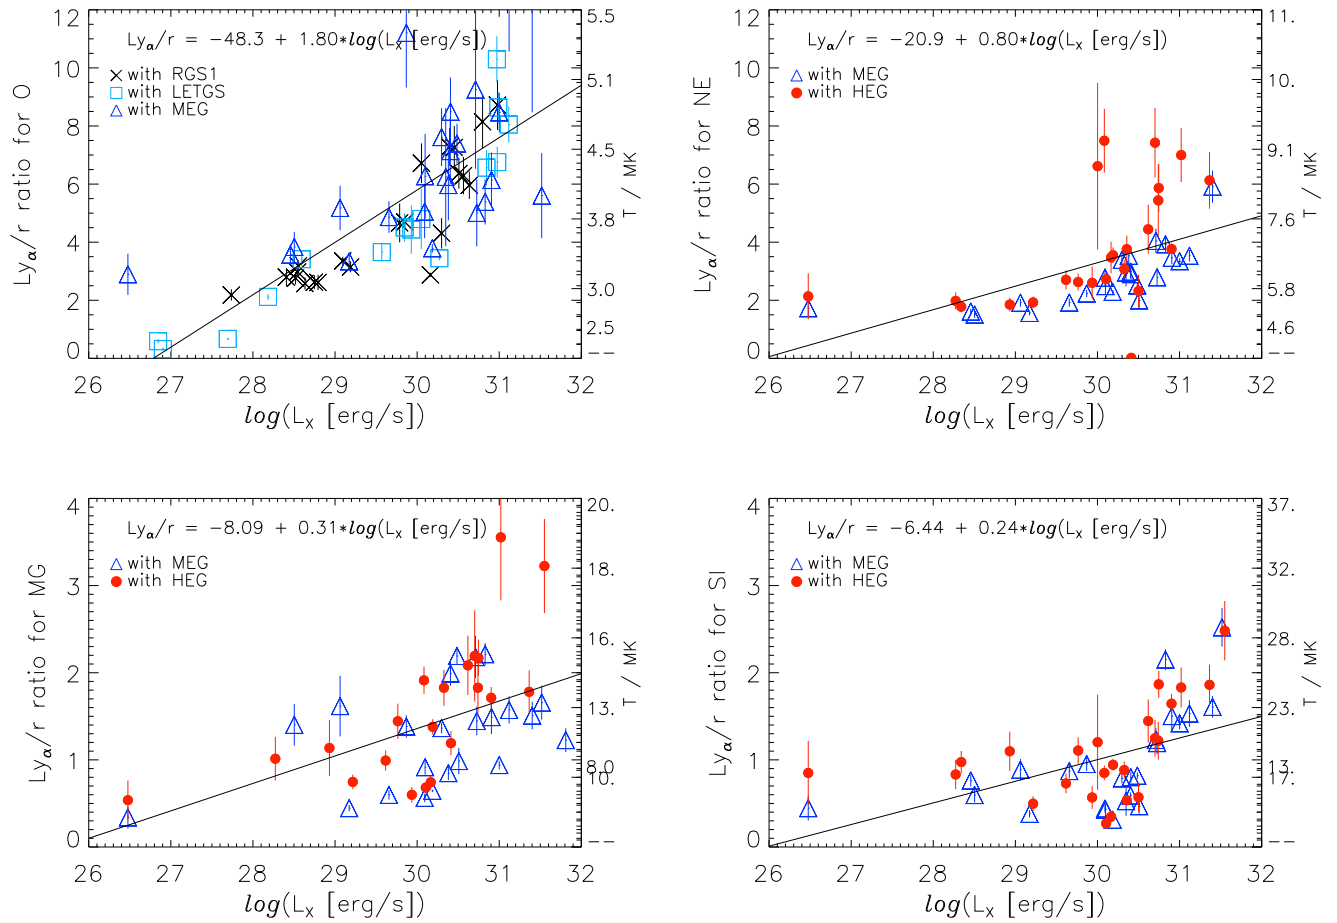 Ly𝛂/r = −48.3 + 1.80*log(Lx [erg/s])
with RGS1
with LETGS
with MEG
Ly𝛂/r ratio for O
12
10
8
6
4
2
0
5.5
5.1
4.5
3.8
3.0
2.5
−−
T / MK
26 27 28 29 30 31 32
log(Lx [erg/s])
Ly𝛂/r = −20.9 + 0.80*log(Lx [erg/s])
with MEG
with HEG
Ly𝛂/r ratio for NE
12
10
8
6
4
2
0
11.
10.
9.1
7.6
5.8
4.6
−−
T / MK
26 27 28 29 30 31 32
log(Lx [erg/s])
Ly𝛂/r = −8.09 + 0.31*log(Lx [erg/s])
with MEG
with HEG
Ly𝛂/r ratio for MG
4
3
2
1
0
20.
18.
16.
13.
8.0
10.
−−
T / MK
26 27 28 29 30 31 32
log(Lx [erg/s])
Ly𝛂/r = −6.44 + 0.24*log(Lx [erg/s])
with MEG
with HEG
Ly𝛂/r ratio for SI
4
3
2
1
0
37.
32.
28.
23.
13.
17.
−−
T / MK
26 27 28 29 30 31 32
log(Lx [erg/s])